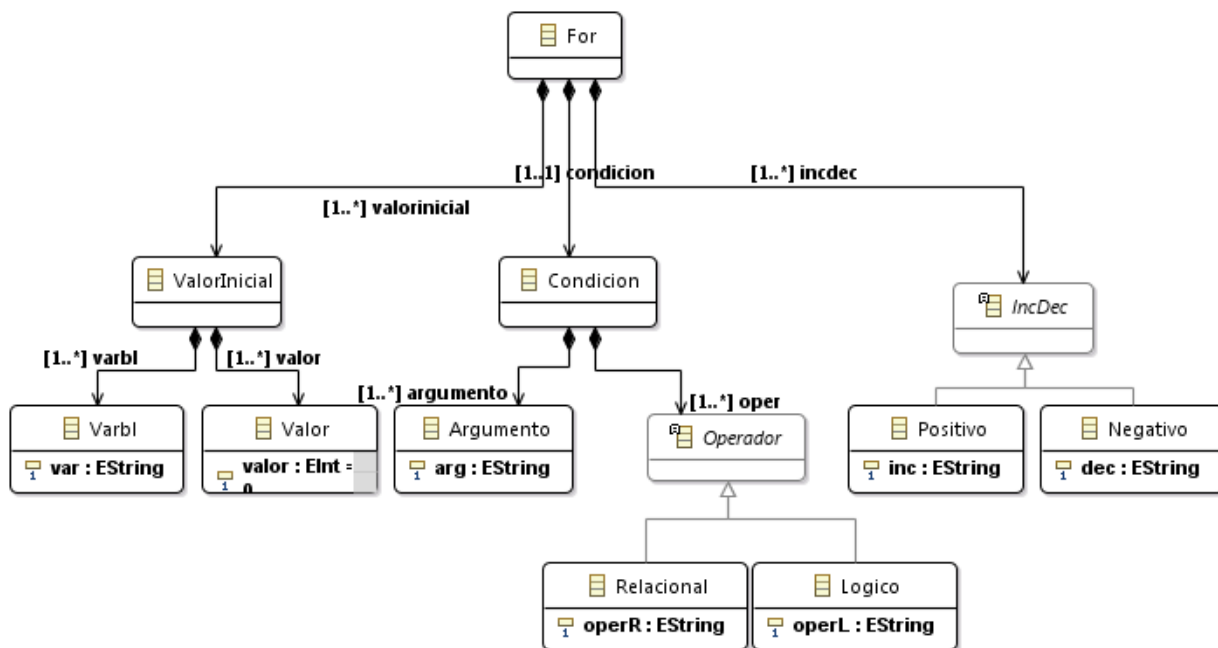 For
[1..1] condicion
[1..*] incdec
[1..*] valorinicial
ValorInicial
Condicion
IncDec
[1..*] varbl
[1..*] valor
[1..*] argumento
[1..*] oper
Varbl
var : EString
Valor
valor : EInt =
0
Argumento
arg : EString
Operador
Positivo
inc : EString
Negativo
dec : EString
Relacional
operR : EString
Logico
operL : EString